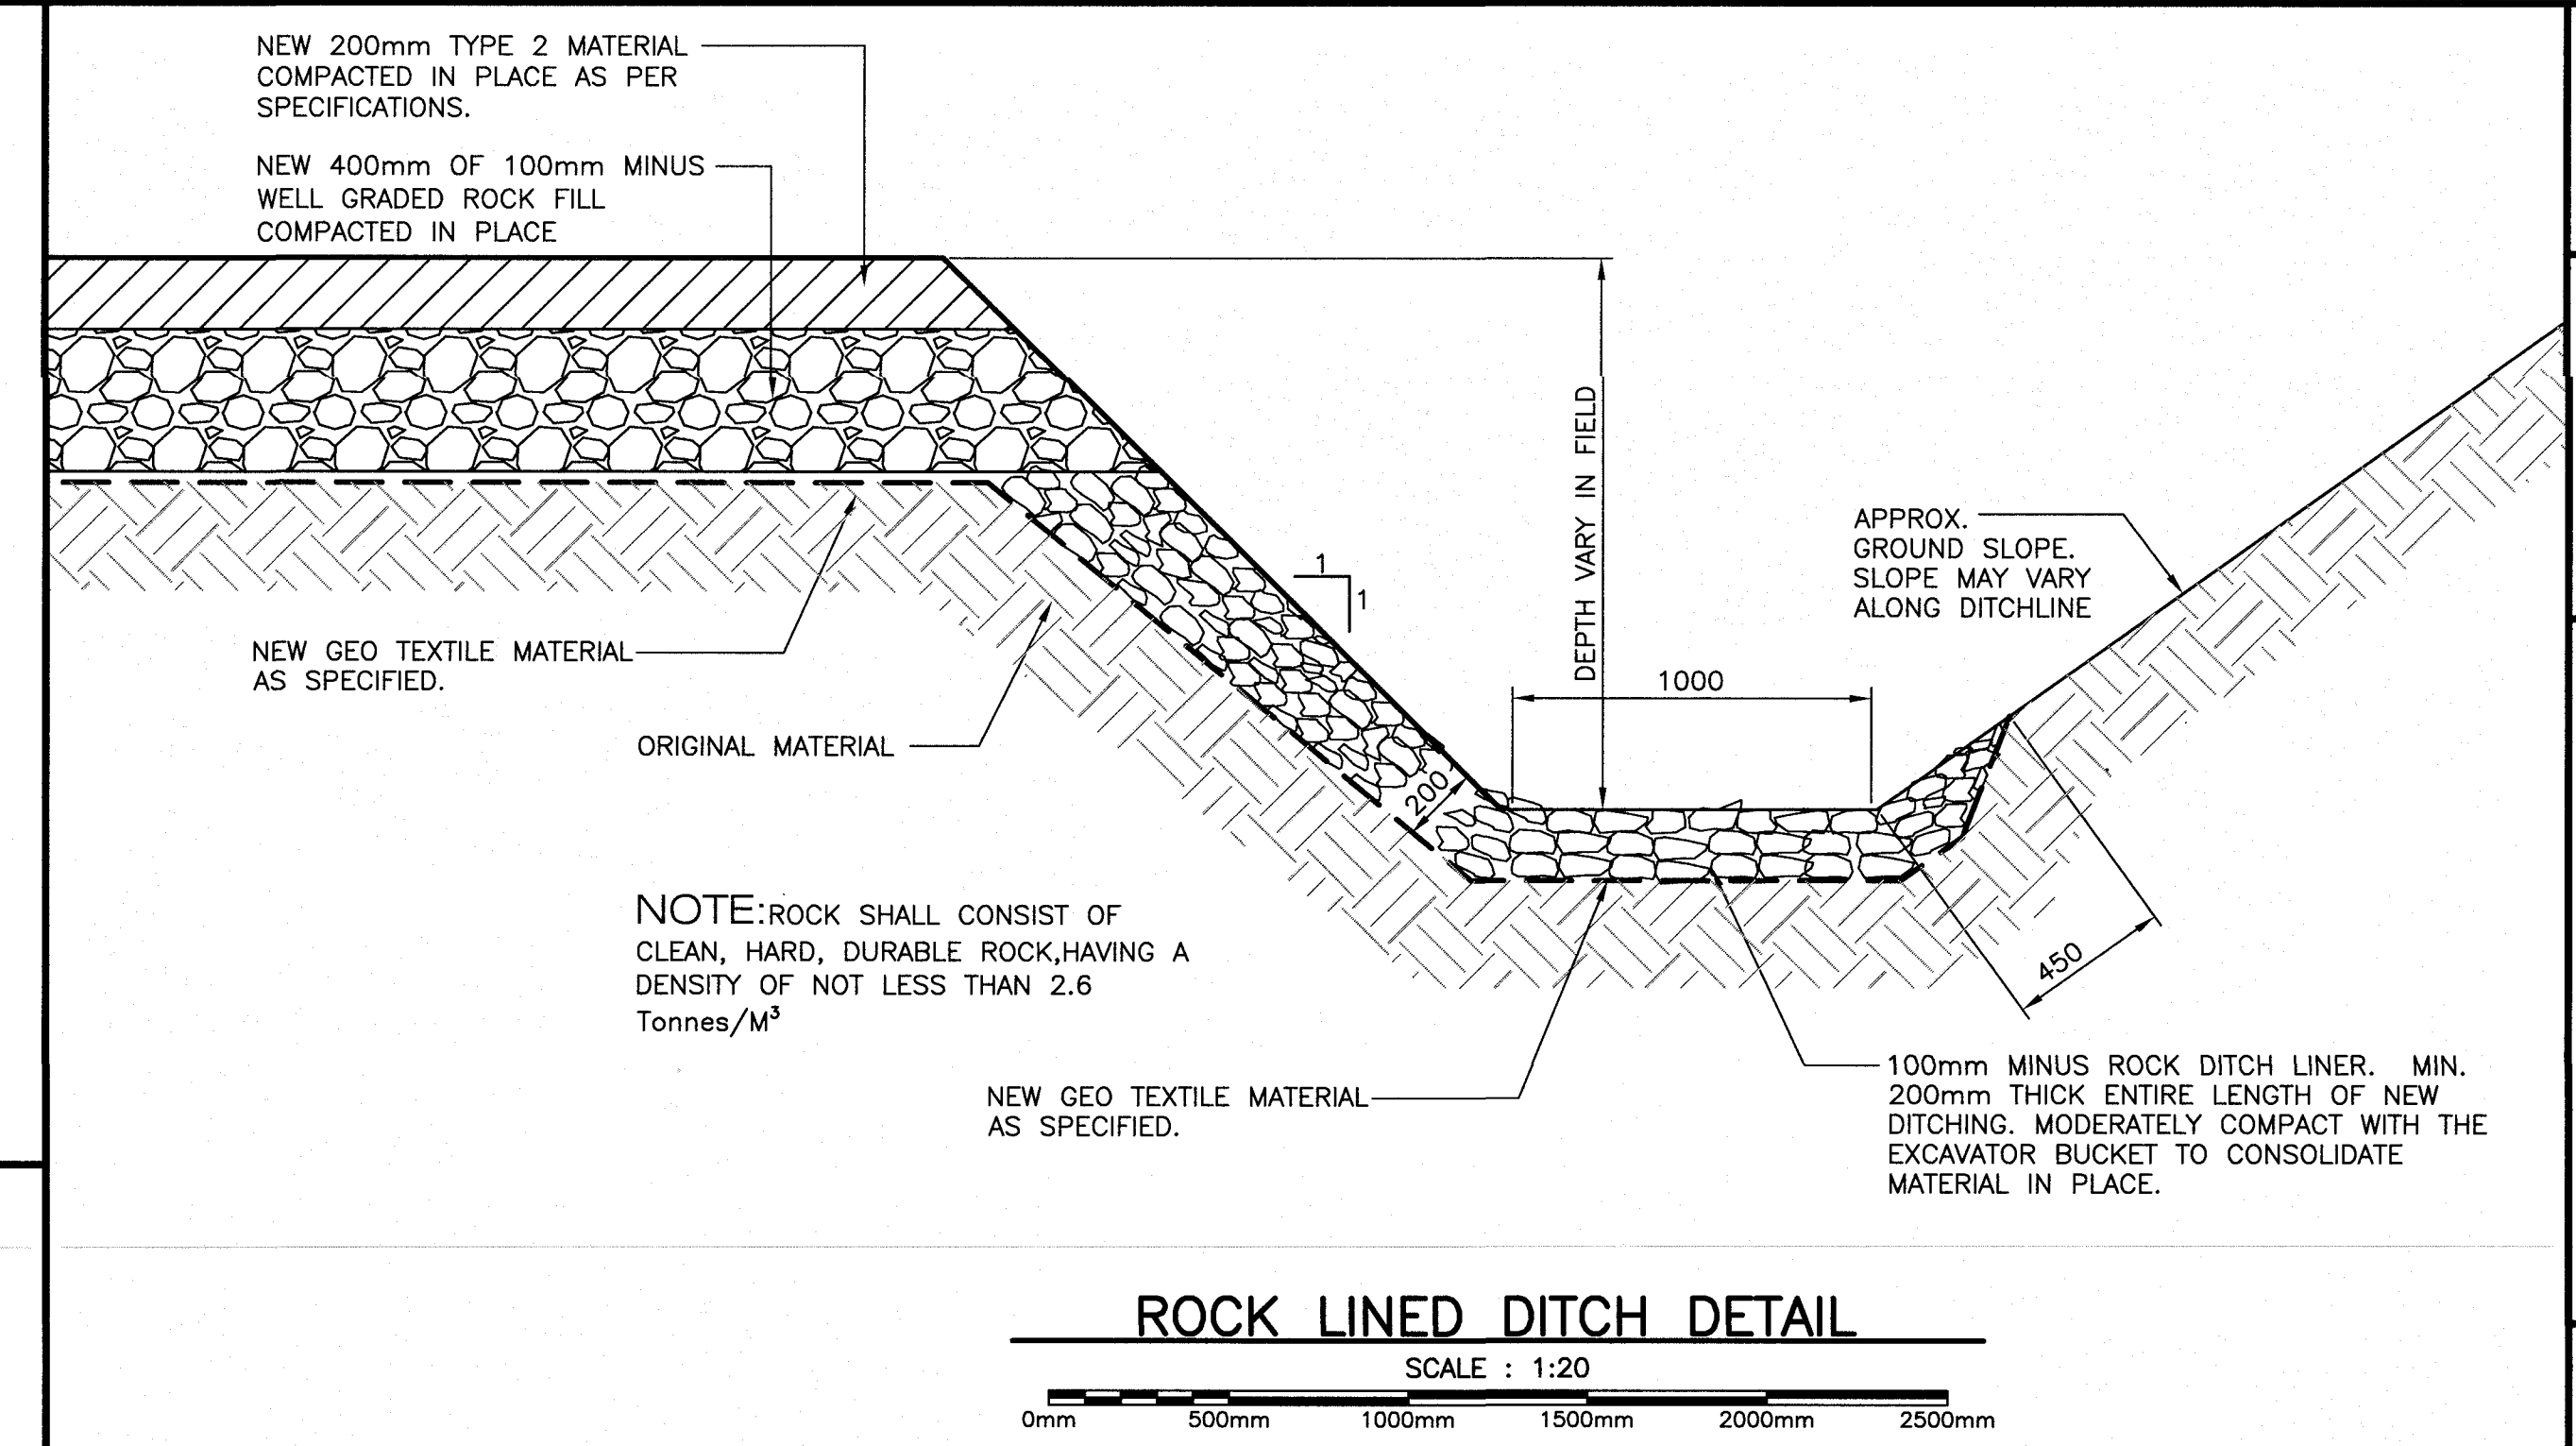 NEW 200mm TYPE 2 MATERIAL
COMPACTED IN PLACE AS PER
SPECIFICATIONS.
NEW 400mm OF 100mm MINUS
WELL GRADED ROCK FILL
COMPACTED IN PLACE
DEPTH VARY IN FIELD
APPROX.
GROUND SLOPE.
SLOPE MAY VARY
ALONG DITCHLINE
1
1
NEW GEO TEXTILE MATERIAL
AS SPECIFIED.
1000
ORIGINAL MATERIAL
200
NOTE:ROCK SHALL CONSIST OF
CLEAN, HARD, DURABLE ROCK,HAVING A
DENSITY OF NOT LESS THAN 2.6
Tonnes/M³
450
NEW GEO TEXTILE MATERIAL
AS SPECIFIED.
100mm MINUS ROCK DITCH LINER. MIN.
200mm THICK ENTIRE LENGTH OF NEW
DITCHING. MODERATELY COMPACT WITH THE
EXCAVATOR BUCKET TO CONSOLIDATE
MATERIAL IN PLACE.
ROCK LINED DITCH DETAIL
SCALE : 1:20
0mm 500mm 1000mm 1500mm 2000mm 2500mm